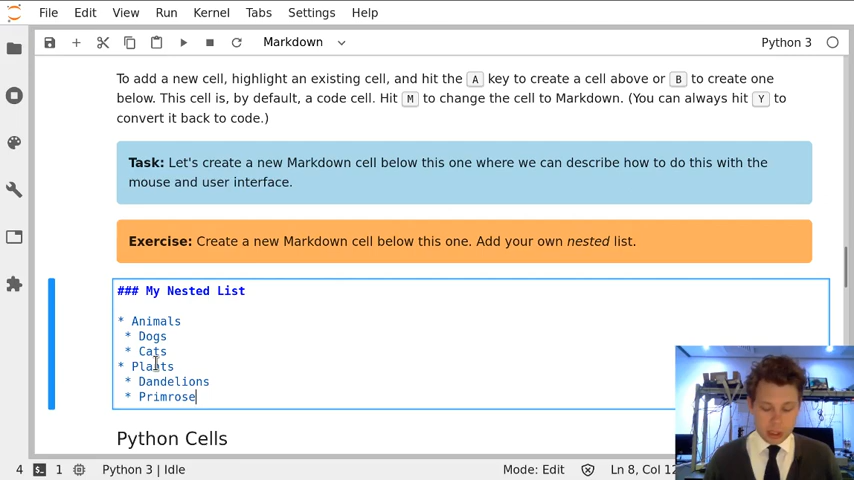 File Edit View Run Kernel Tabs Settings Help
Markdown Python 3
To add a new cell, highlight an existing cell, and hit the A key to create a cell above or B to create one
below. This cell is, by default, a code cell. Hit M to change the cell to Markdown. (You can always hit Y to
convert it back to code.)
Task: Let's create a new Markdown cell below this one where we can describe how to do this with the
mouse and user interface.
Exercise: Create a new Markdown cell below this one. Add your own nested list.
### My Nested List
* Animals
* Dogs
* Cats
* Plants
* Dandelions
* Primrose
Python Cells
4 1 Python 3 | Idle Mode: Edit Ln 8, Col 12